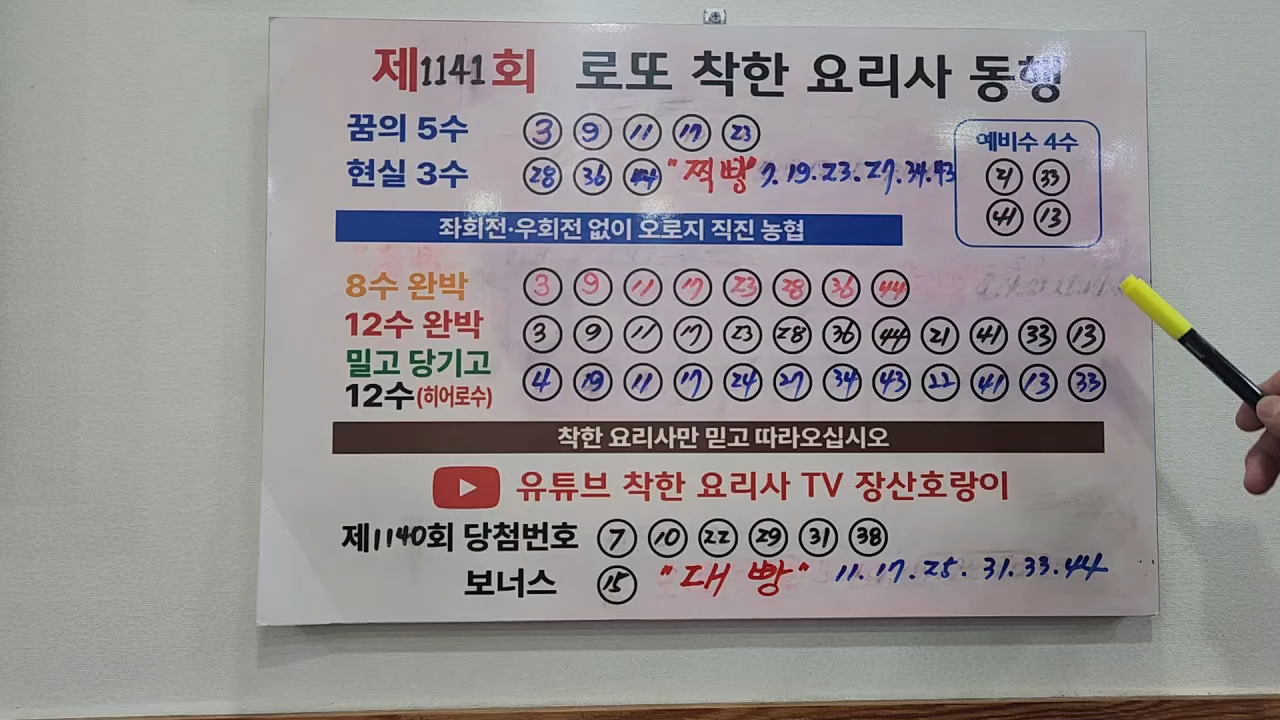 제1141회 로또 착한 요리사 동행
꿈의 5수 3 9 11 17 23
현실 3수 28 36 44 "찍빵" 7.19.23.27.34.43
예비수 4수
21 33
41 13
좌회전·우회전 없이 오로지 직진 농협
8수 완박 3 9 11 17 23 28 36 44
12수 완박 3 9 11 17 23 28 36 44 21 41 33 13
밀고 당기고
12수(히어로수) 4 19 11 17 24 27 34 43 22 41 13 33
착한 요리사만 믿고 따라오십시오
유튜브 착한 요리사 TV 장산호랑이
제1140회 당첨번호 7 10 22 29 31 38
보너스 15 "대빵" 11.17.25.31.33.44